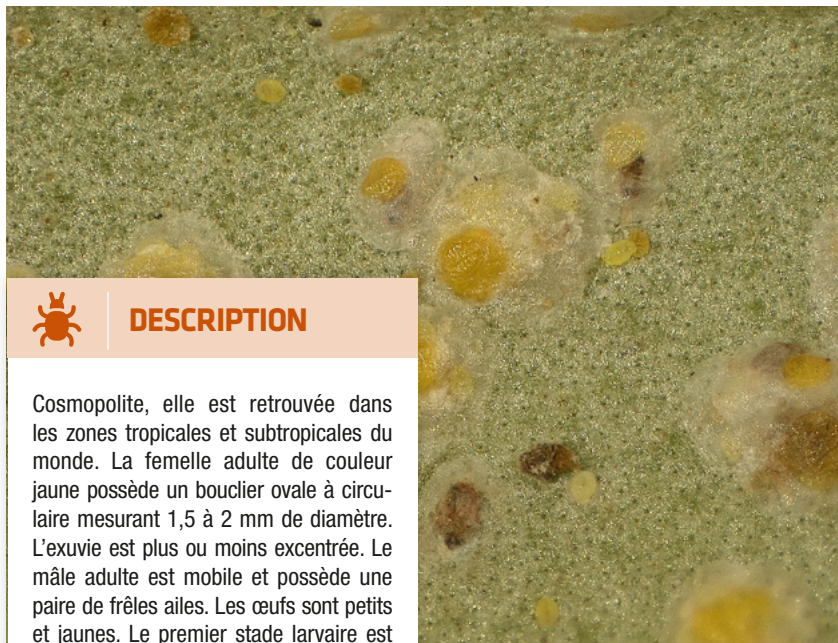 DESCRIPTION
Cosmopolite, elle est retrouvée dans
les zones tropicales et subtropicales du
monde. La femelle adulte de couleur
jaune possède un bouclier ovale à circu-
laire mesurant 1,5 à 2 mm de diamètre.
L'exuvie est plus ou moins excentrée. Le
mâle adulte est mobile et possède une
paire de frêles ailes. Les œufs sont petits
et jaunes. Le premier stade larvaire est